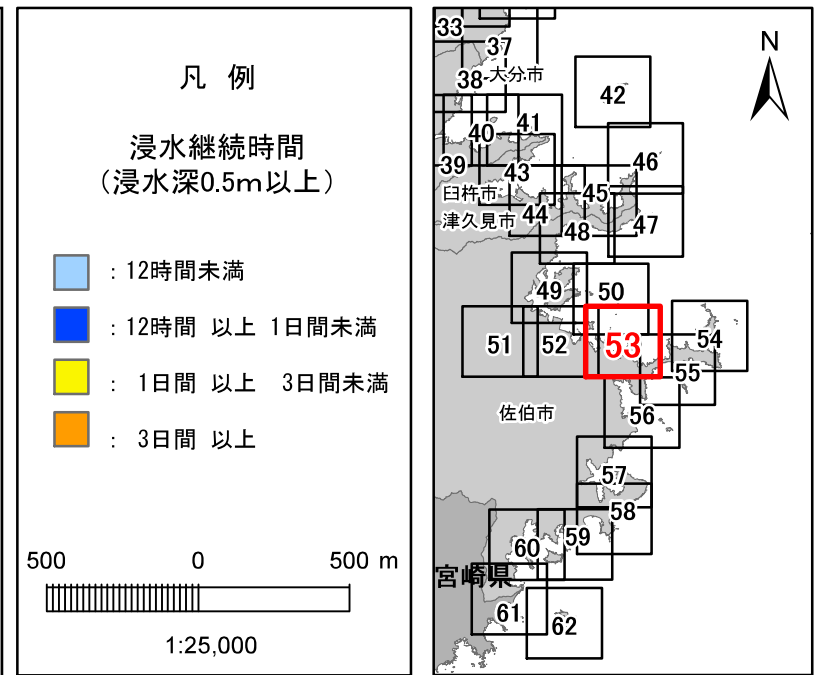 凡 例
浸水継続時間
（浸水深0.5m以上）
：12時間未満
：12時間 以上 1日間未満
： 1日間 以上 3日間未満
： 3日間 以上
500 0 500 m
1:25,000
N
33
37
大分市
38
42
41
40
46
39
43
臼杵市
45
44
津久見市
47
48
49
50
51
52
53
54
55
佐伯市
56
57
58
59
60
宮崎県
61
62